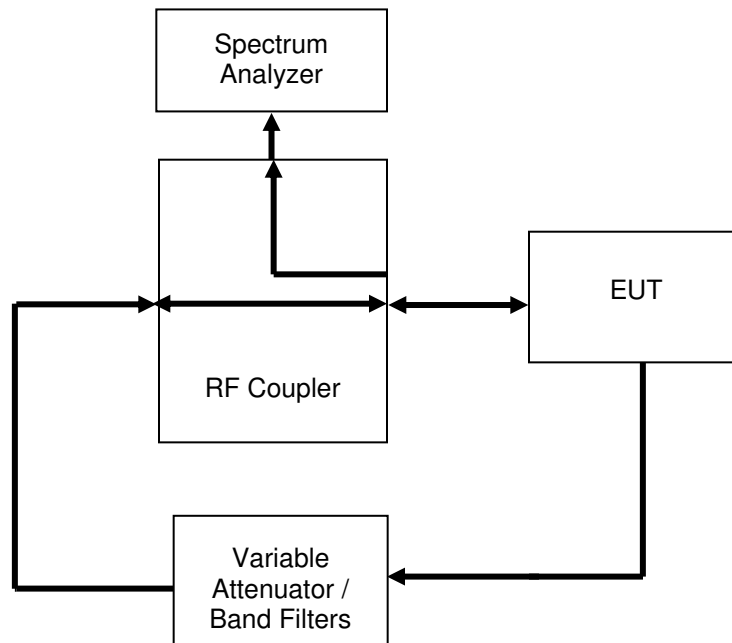 Spectrum
Analyzer
EUT
RF Coupler
Variable
Attenuator /
Band Filters